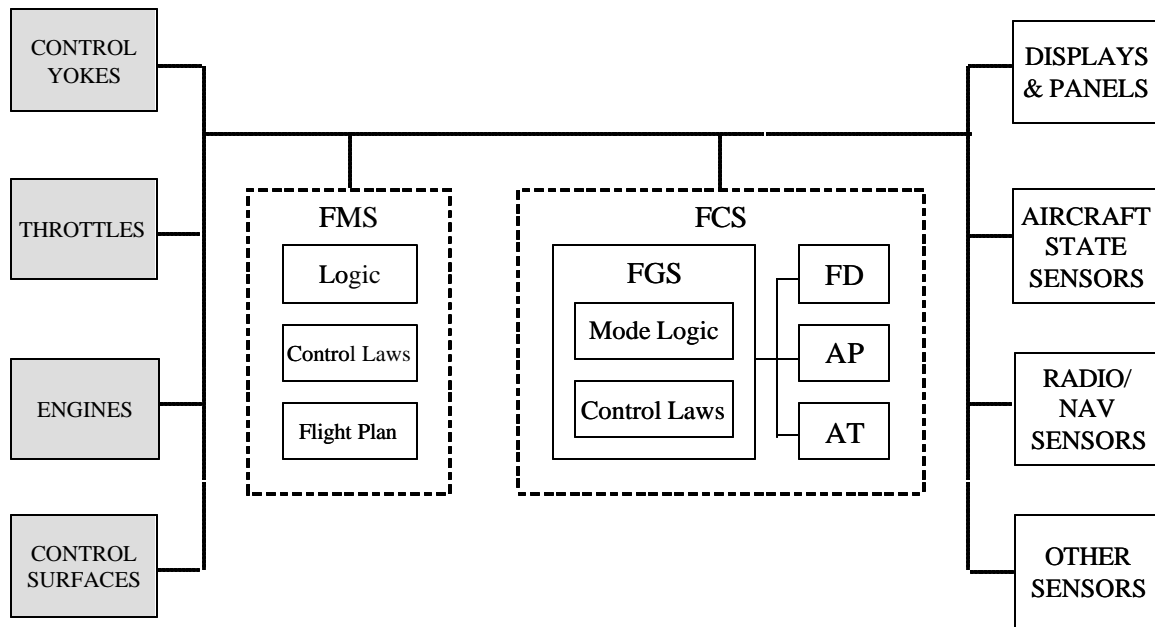 CONTROL
YOKES
THROTTLES
ENGINES
CONTROL
SURFACES
FMS
Logic
Control Laws
Flight Plan
FCS
FGS
Mode Logic
Control Laws
FD
AP
AT
DISPLAYS
& PANELS
AIRCRAFT
STATE
SENSORS
RADIO/
NAV
SENSORS
OTHER
SENSORS